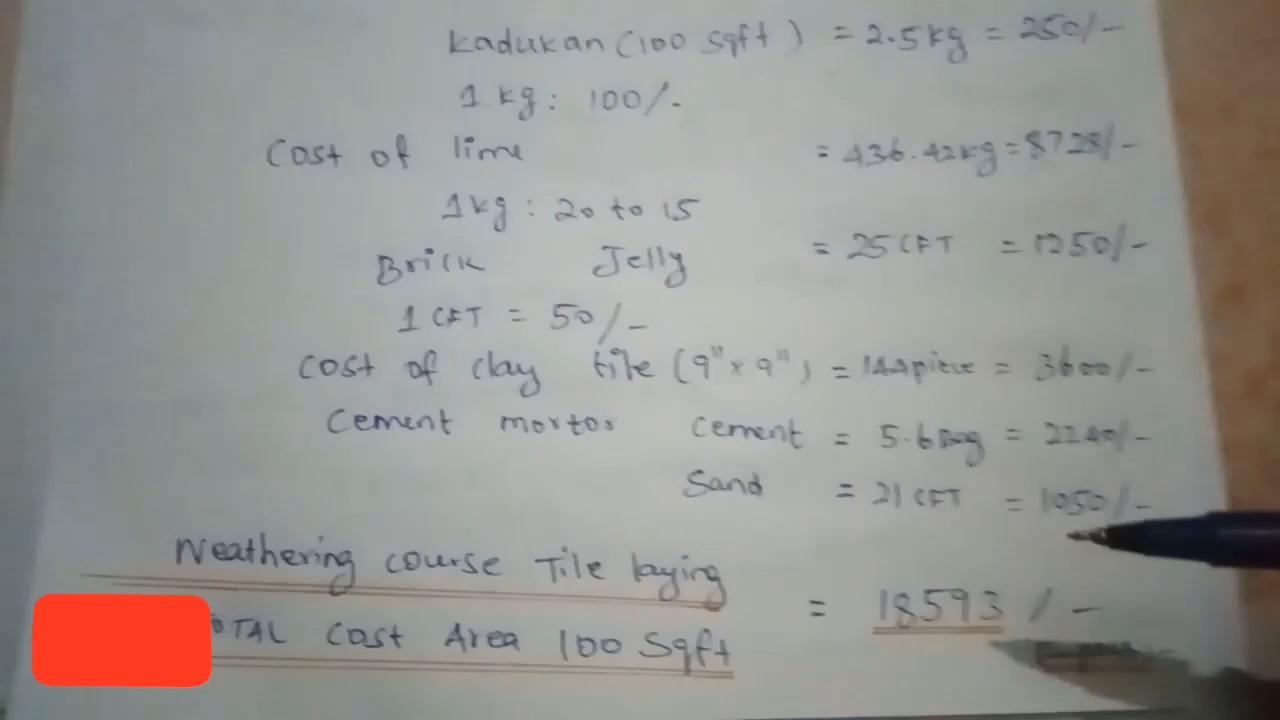 Kadukan (100 Sqft) = 2.5kg = 250/-
1 kg : 100/-
Cost of lime = 436.42kg = 8728/-
1kg : 20 to 15
Brick Jelly = 25 CFT = 1250/-
1 CFT = 50/-
Cost of clay tile (9" x 9") = 144 piece = 3600/-
Cement mortor Cement = 5.6 Bag = 2240/-
Sand = 21 CFT = 1050/-
Weathering course Tile laying
OTAL Cost Area 100 Sqft = 18593/-